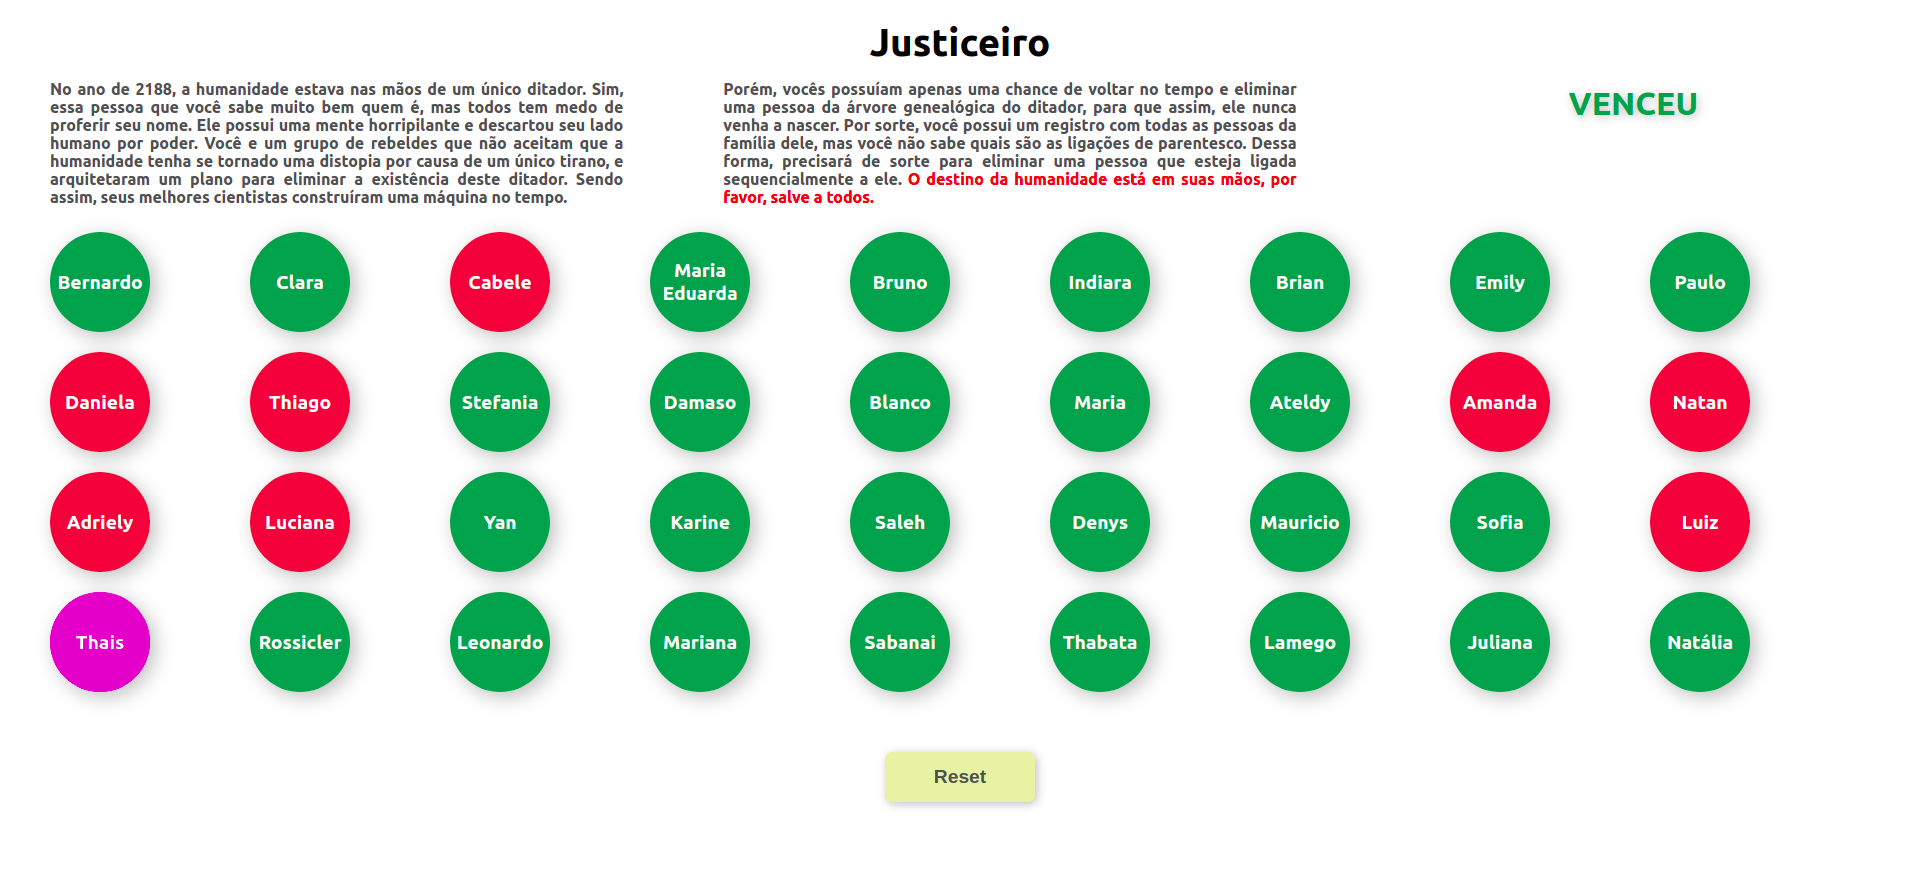 Justiceiro
No ano de 2188, a humanidade estava nas mãos de um único ditador. Sim,
essa pessoa que você sabe muito bem quem é, mas todos tem medo de
proferir seu nome. Ele possui uma mente horripilante e descartou seu lado
humano por poder. Você e um grupo de rebeldes que não aceitam que a
humanidade tenha se tornado uma distopia por causa de um único tirano, e
arquitetaram um plano para eliminar a existência deste ditador. Sendo
assim, seus melhores cientistas construíram uma máquina no tempo.
Porém, vocês possuíam apenas uma chance de voltar no tempo e eliminar
uma pessoa da árvore genealógica do ditador, para que assim, ele nunca
venha a nascer. Por sorte, você possui um registro com todas as pessoas da
família dele, mas você não sabe quais são as ligações de parentesco. Dessa
forma, precisará de sorte para eliminar uma pessoa que esteja ligada
sequencialmente a ele. O destino da humanidade está em suas mãos, por
favor, salve a todos.
VENCEU
Bernardo
Clara
Cabele
Maria
Eduarda
Bruno
Indiara
Brian
Emily
Paulo
Daniela
Thiago
Stefania
Damaso
Blanco
Maria
Ateldy
Amanda
Natan
Adriely
Luciana
Yan
Karine
Saleh
Denys
Mauricio
Sofia
Luiz
Thais
Rossicler
Leonardo
Mariana
Sabanai
Thabata
Lamego
Juliana
Natália
Reset